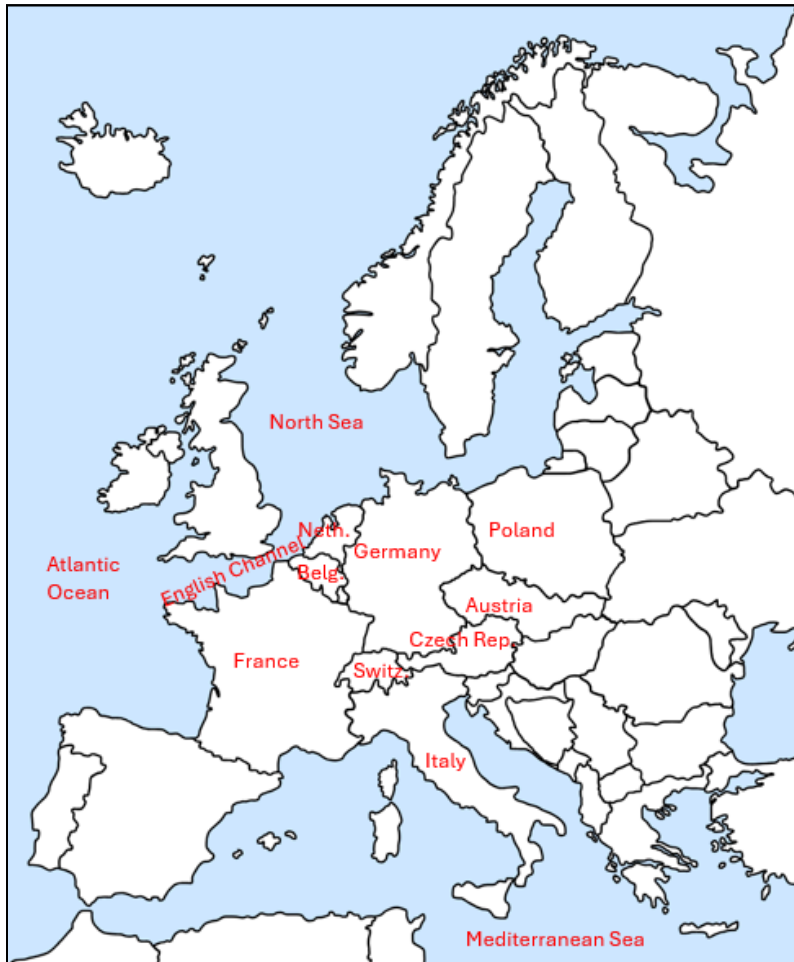 North Sea
Neth.
Poland
English Channel
Germany
Atlantic
Ocean
Belg.
Austria
Czech Rep.
France
Switz.
Italy
Mediterranean Sea